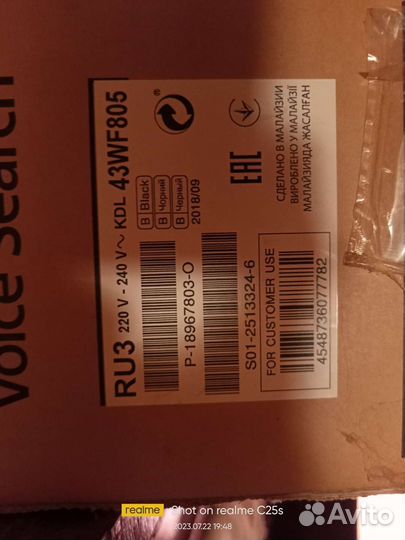 Voice Search
RU3 220 V - 240 V ~ KDL 43WF805
B Black
B Чорний
B Черный
2018/09
P-18967803-O
S01-2513324-6
FOR CUSTOMER USE
4548736077782
EAC
СДЕЛАНО В МАЛАЙЗИИ
ВИРОБЛЕНО У МАЛАЙЗІЇ
МАЛАЙЗИЯДА ЖАСАЛҒАН
realme Shot on realme C25s
2023.07.22 19:48
Avito